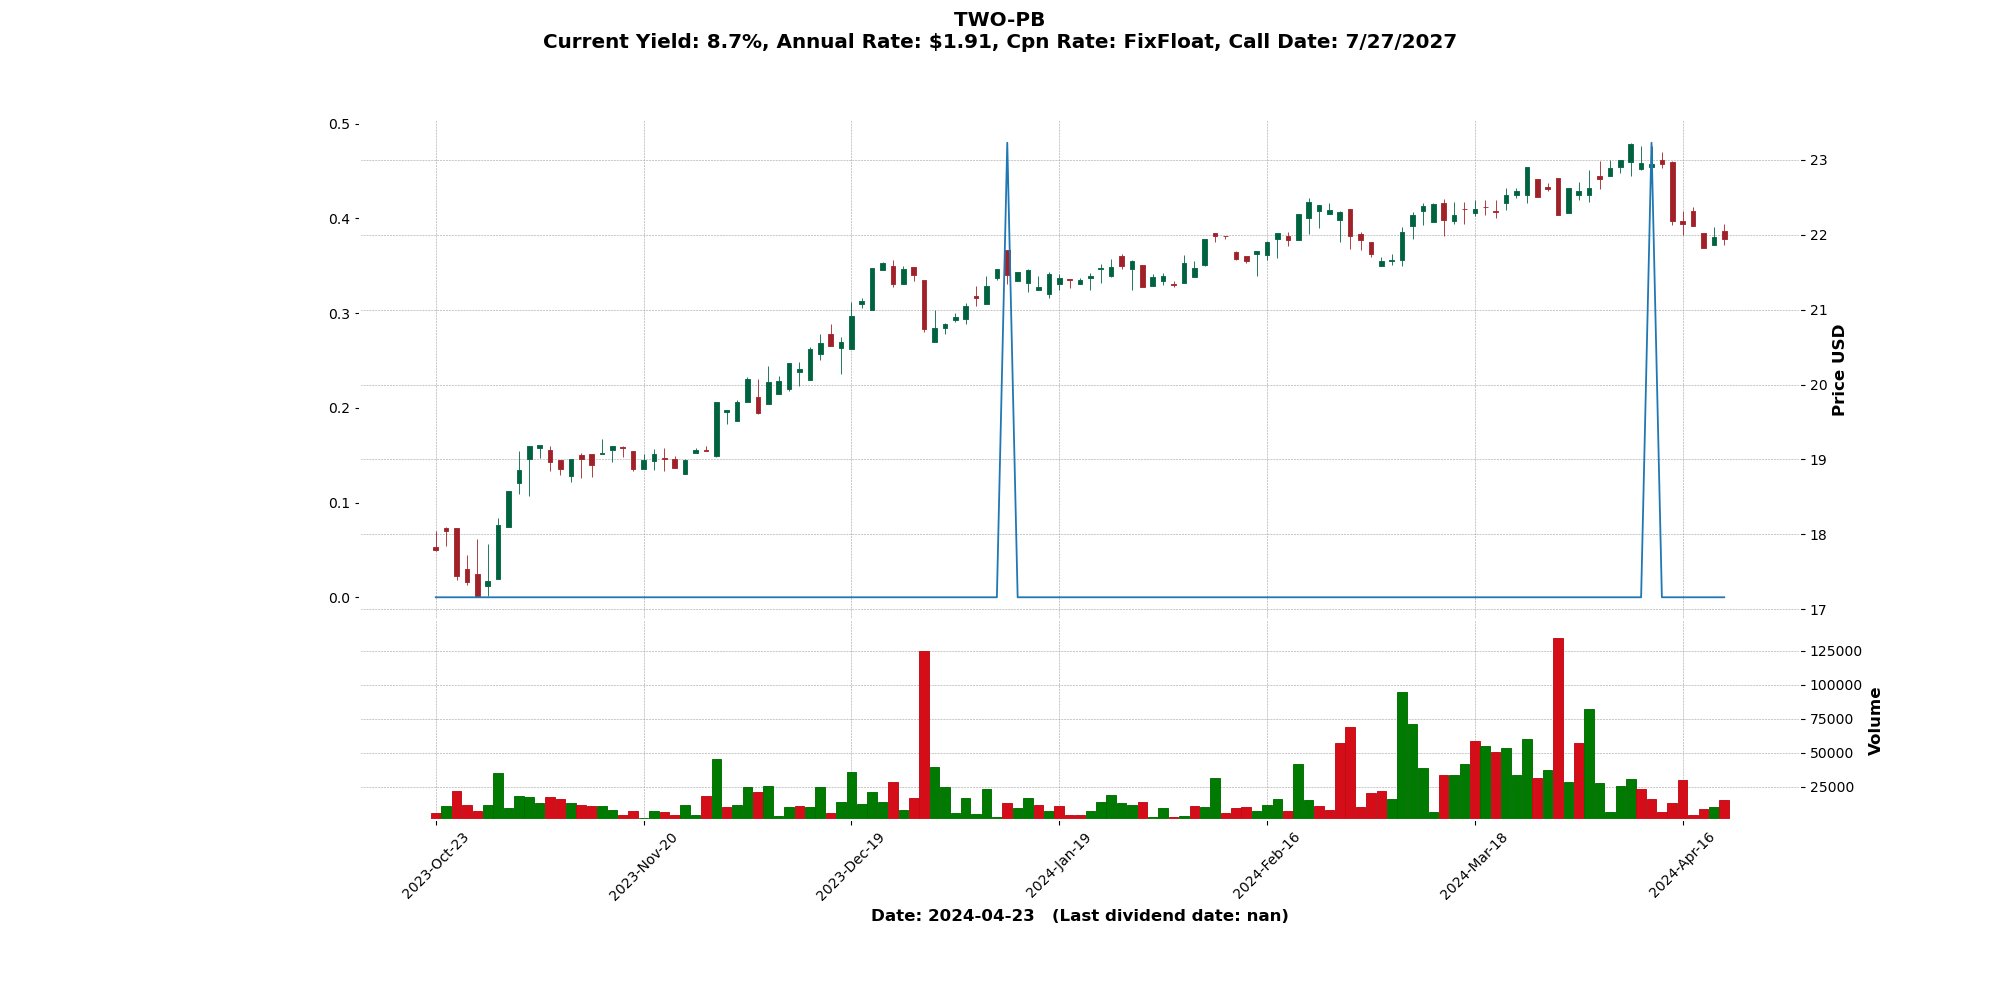 TWO-PB
Current Yield: 8.7%, Annual Rate: $1.91, Cpn Rate: FixFloat, Call Date: 7/27/2027
0.5
0.4
0.3
0.2
0.1
0.0
23
22
21
20
19
18
17
Price USD
125000
100000
75000
50000
25000
Volume
2023-Oct-23
2023-Nov-20
2023-Dec-19
2024-Jan-19
2024-Feb-16
2024-Mar-18
2024-Apr-16
Date: 2024-04-23 (Last dividend date: nan)